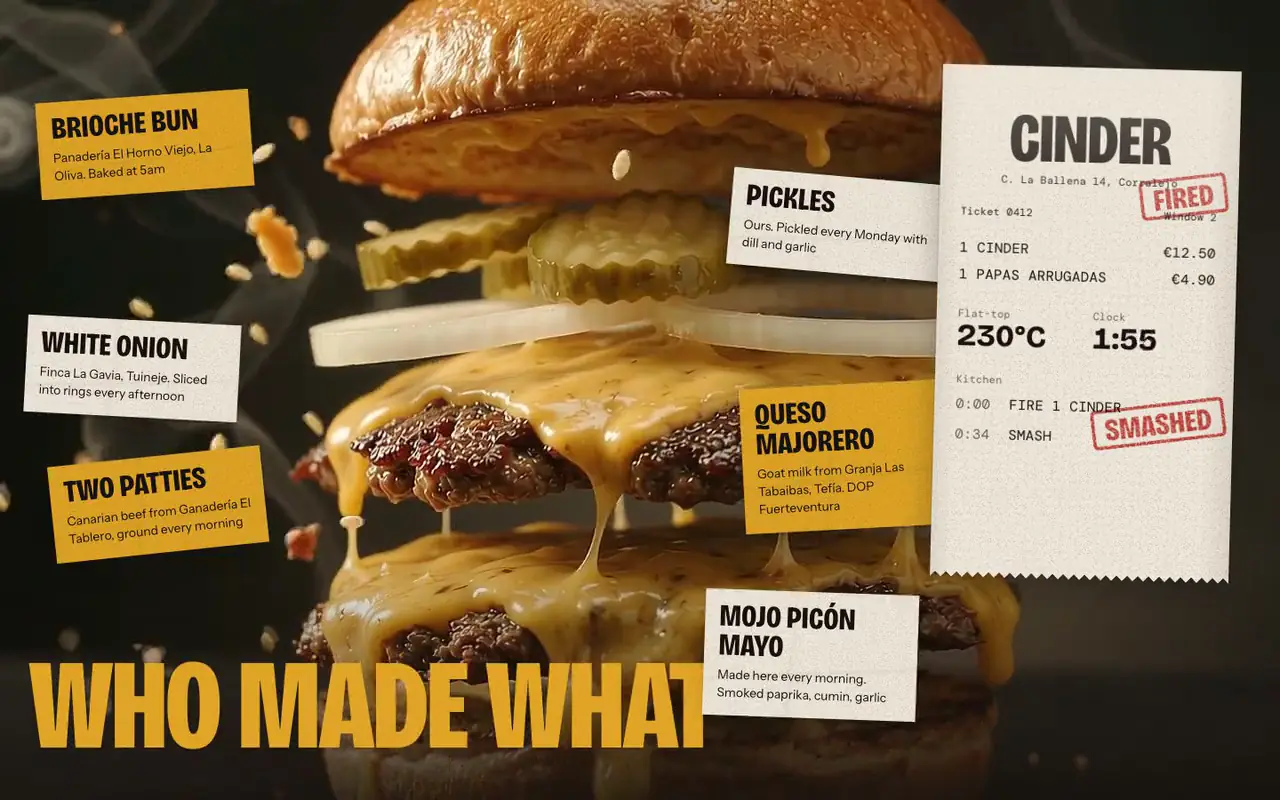 BRIOCHE BUN
Panadería El Horno Viejo, La
Oliva. Baked at 5am
WHITE ONION
Finca La Gavia, Tuineje. Sliced
into rings every afternoon
TWO PATTIES
Canarian beef from Ganadería El
Tablero, ground every morning
PICKLES
Ours. Pickled every Monday with
dill and garlic
QUESO
MAJORERO
Goat milk from Granja Las
Tabaibas, Tefía. DOP
Fuerteventura
MOJO PICÓN
MAYO
Made here every morning.
Smoked paprika, cumin, garlic
WHO MADE WHAT
CINDER
C. La Ballena 14, Corralejo
FIRED
Ticket 0412 Window 2
1 CINDER €12.50
1 PAPAS ARRUGADAS €4.90
Flat-top Clock
230°C 1:55
Kitchen
0:00 FIRE 1 CINDER
0:34 SMASH
SMASHED